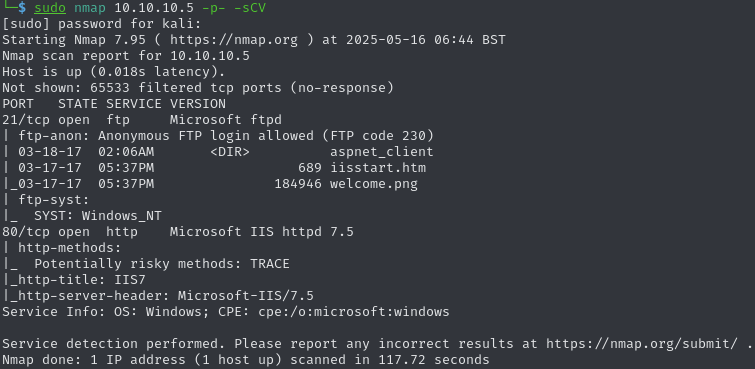 └─$ sudo nmap 10.10.10.5 -p- -sCV
[sudo] password for kali:
Starting Nmap 7.95 ( https://nmap.org ) at 2025-05-16 06:44 BST
Nmap scan report for 10.10.10.5
Host is up (0.018s latency).
Not shown: 65533 filtered tcp ports (no-response)
PORT   STATE SERVICE VERSION
21/tcp open  ftp     Microsoft ftpd
| ftp-anon: Anonymous FTP login allowed (FTP code 230)
| 03-18-17  02:06AM       <DIR>          aspnet_client
| 03-17-17  05:37PM                  689 iisstart.htm
|_03-17-17  05:37PM               184946 welcome.png
| ftp-syst:
|_  SYST: Windows_NT
80/tcp open  http    Microsoft IIS httpd 7.5
| http-methods:
|_  Potentially risky methods: TRACE
|_http-title: IIS7
|_http-server-header: Microsoft-IIS/7.5
Service Info: OS: Windows; CPE: cpe:/o:microsoft:windows

Service detection performed. Please report any incorrect results at https://nmap.org/submit/ .
Nmap done: 1 IP address (1 host up) scanned in 117.72 seconds